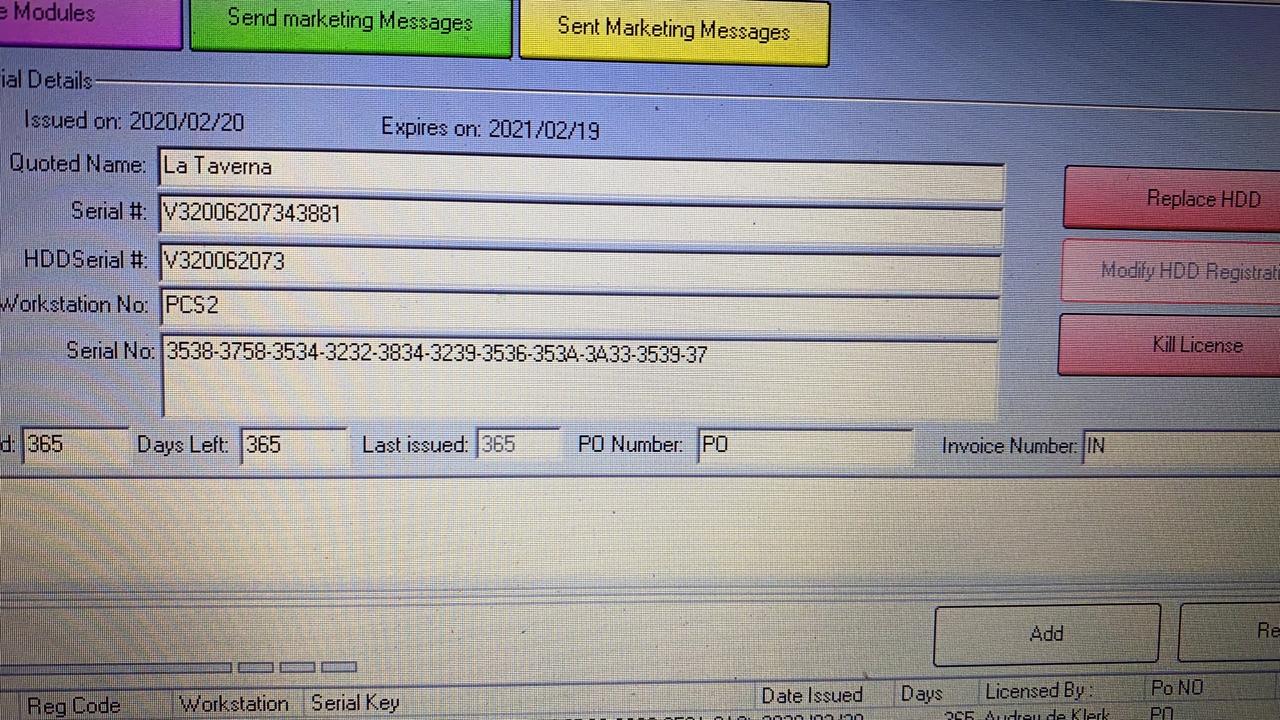 e Modules Send marketing Messages Sent Marketing Messages
ial Details
Issued on: 2020/02/20 Expires on: 2021/02/19
Quoted Name: La Taverna
Serial #: V32006207343881 Replace HDD
HDDSerial #: V320062073 Modify HDD Registrati
Workstation No: PCS2
Serial No: 3538-3758-3534-3232-3834-3239-3536-353A-3A33-3539-37 Kill License
d: 365 Days Left: 365 Last issued: 365 PO Number: PO Invoice Number: IN
Add Re
Reg Code Workstation Serial Key Date Issued Days Licensed By : Po NO
365 Audrey de Klerk PO